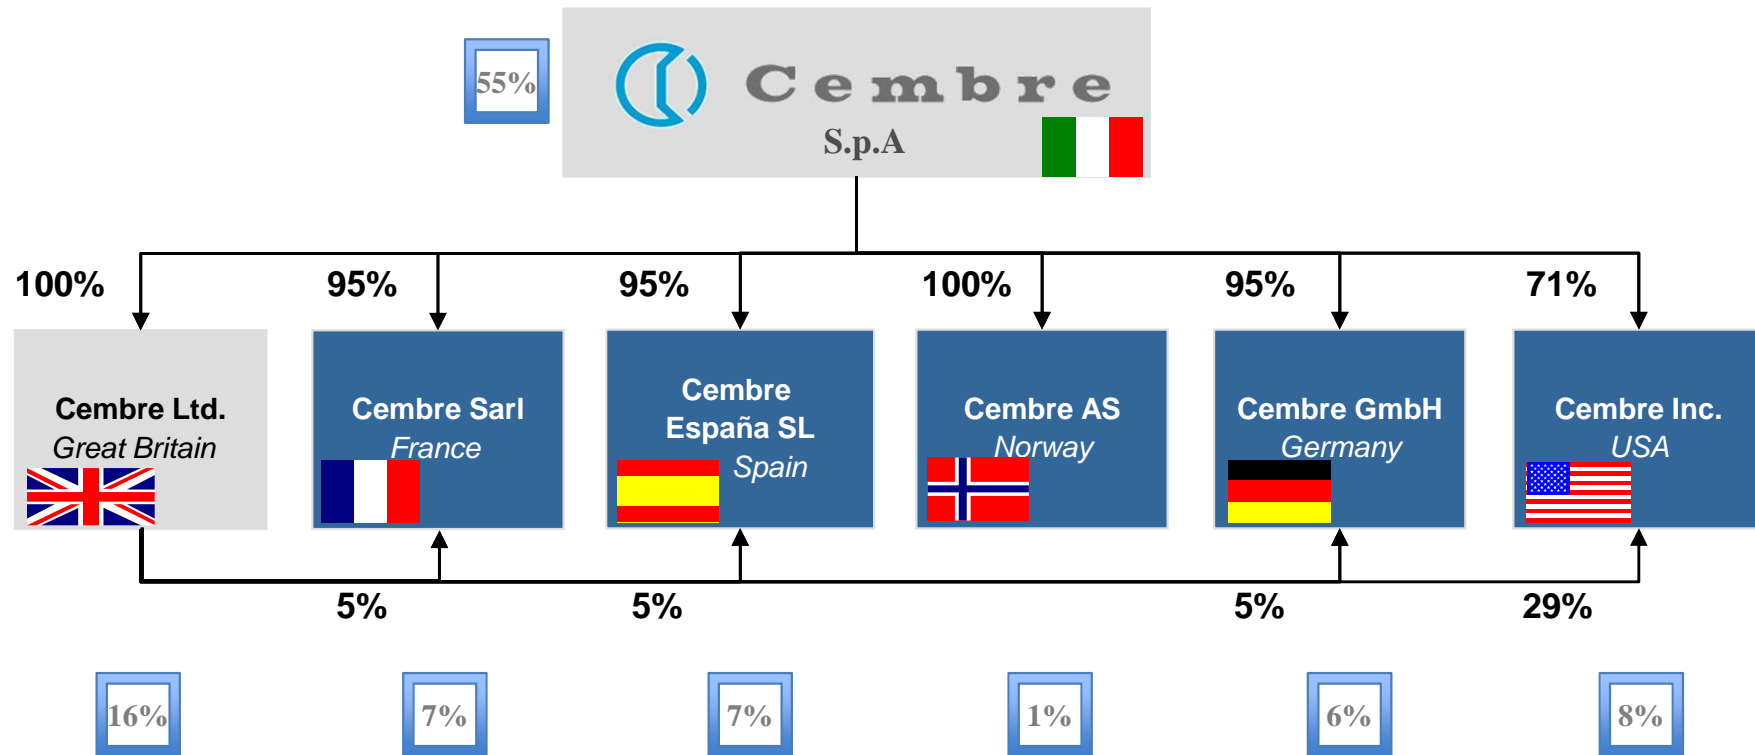 55%
Cembre
S.p.A
100%
95%
95%
100%
95%
71%
Cembre Ltd.
Great Britain
Cembre Sarl
France
Cembre
España SL
Spain
Cembre AS
Norway
Cembre GmbH
Germany
Cembre Inc.
USA
5%
5%
5%
29%
16%
7%
7%
1%
6%
8%